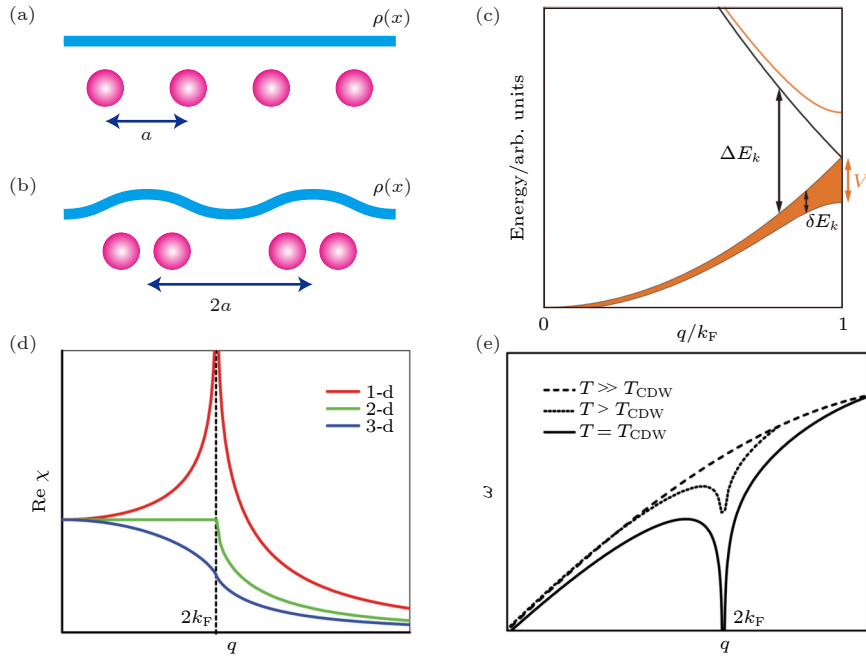 (a)
ρ(x)
a
(b)
ρ(x)
2a
(c)
Energy/arb. units
ΔE_k
δE_k
V
0
1
q/k_F
(d)
Re χ
1-d
2-d
3-d
2k_F
q
(e)
ω
T ≫ T_CDW
T > T_CDW
T = T_CDW
2k_F
q